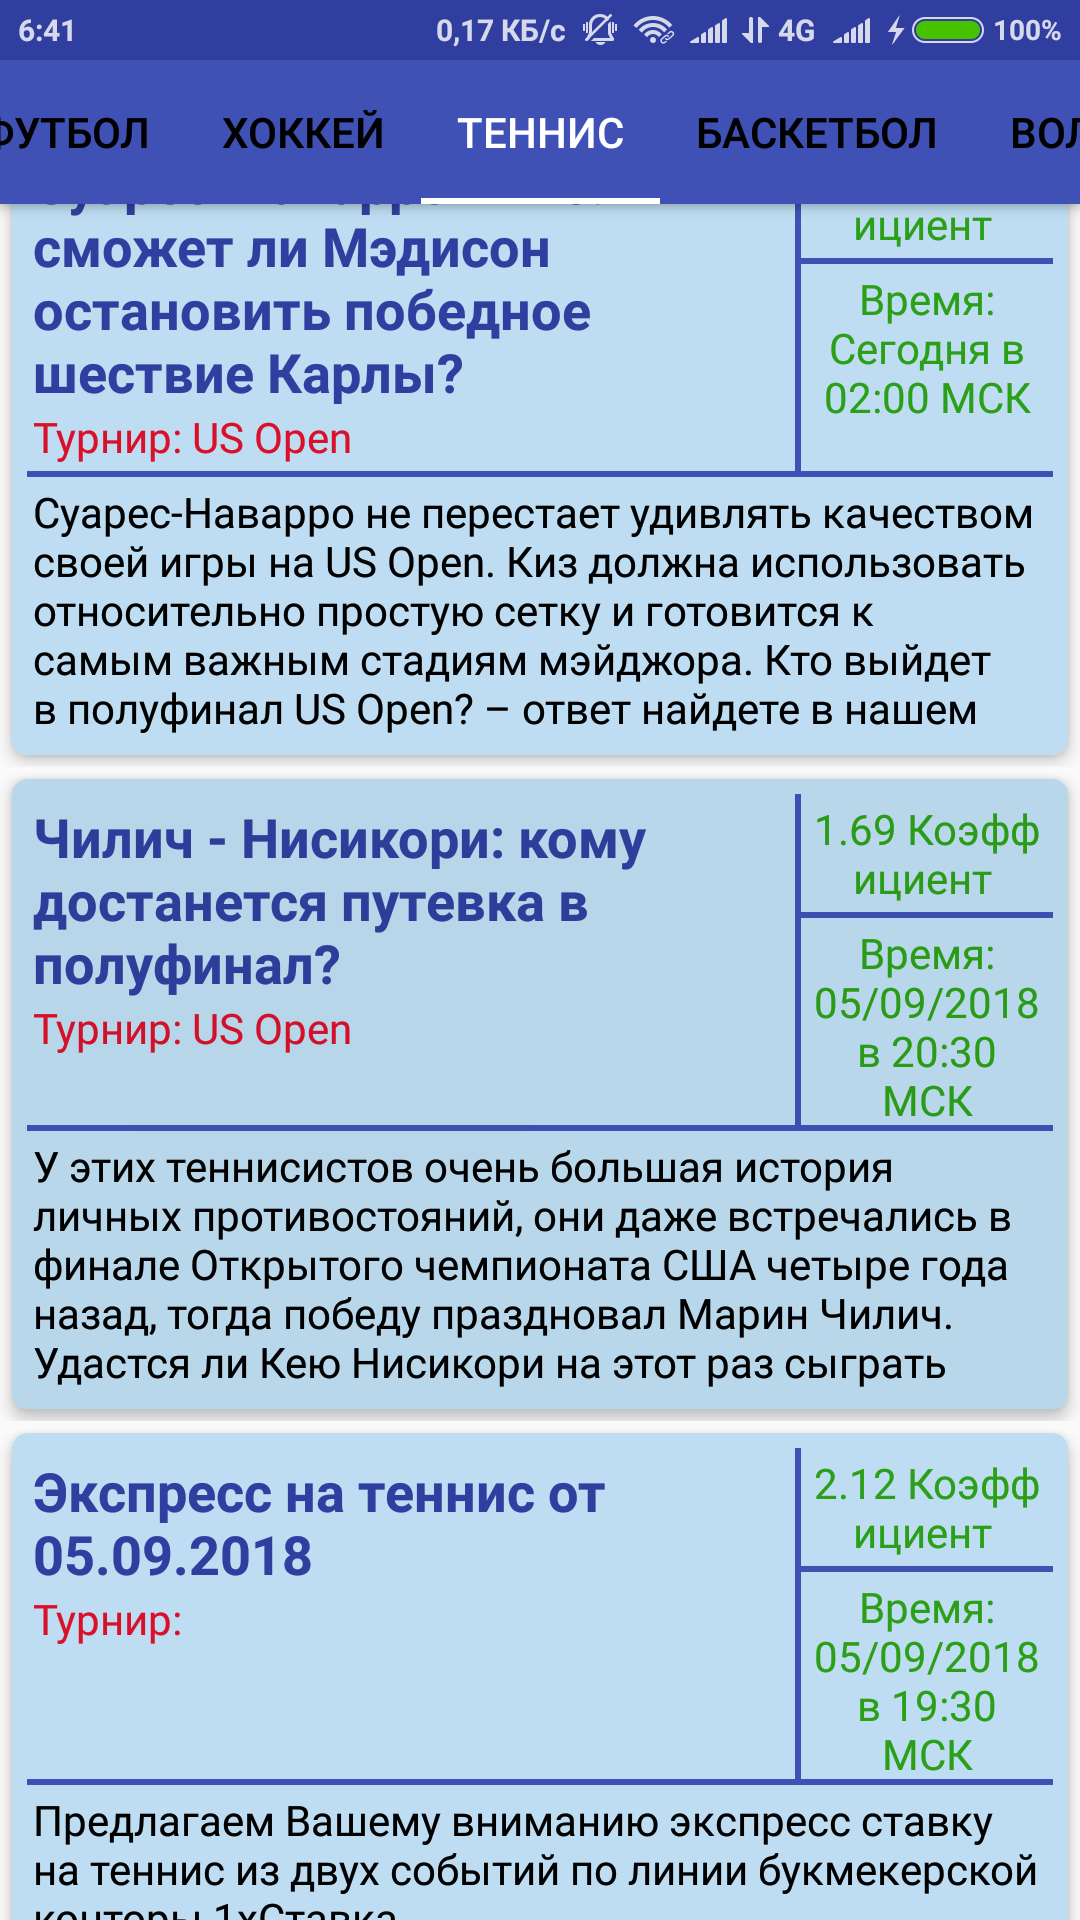 6:41 0,17 КБ/с 4G 100%
ФУТБОЛ ХОККЕЙ ТЕННИС БАСКЕТБОЛ ВОЛ
сможет ли Мэдисон
остановить победное
шествие Карлы?
Турнир: US Open
ициент
Время:
Сегодня в
02:00 МСК
Суарес-Наварро не перестает удивлять качеством
своей игры на US Open. Киз должна использовать
относительно простую сетку и готовится к
самым важным стадиям мэйджора. Кто выйдет
в полуфинал US Open? – ответ найдете в нашем
Чилич - Нисикори: кому
достанется путевка в
полуфинал?
Турнир: US Open
1.69 Коэфф
ициент
Время:
05/09/2018
в 20:30
МСК
У этих теннисистов очень большая история
личных противостояний, они даже встречались в
финале Открытого чемпионата США четыре года
назад, тогда победу праздновал Марин Чилич.
Удастся ли Кею Нисикори на этот раз сыграть
Экспресс на теннис от
05.09.2018
Турнир:
2.12 Коэфф
ициент
Время:
05/09/2018
в 19:30
МСК
Предлагаем Вашему вниманию экспресс ставку
на теннис из двух событий по линии букмекерской
конторы 1хСтавка